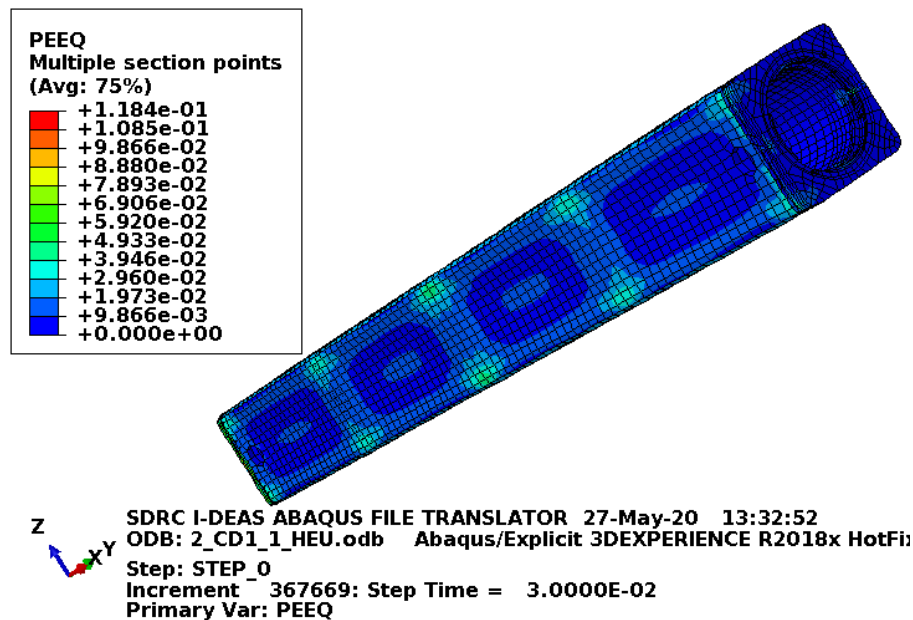 PEEQ
Multiple section points
(Avg: 75%)
+1.184e-01
+1.085e-01
+9.866e-02
+8.880e-02
+7.893e-02
+6.906e-02
+5.920e-02
+4.933e-02
+3.946e-02
+2.960e-02
+1.973e-02
+9.866e-03
+0.000e+00
Z
Y
X
SDRC I-DEAS ABAQUS FILE TRANSLATOR 27-May-20 13:32:52
ODB: 2_CD1_1_HEU.odb Abaqus/Explicit 3DEXPERIENCE R2018x HotFix
Step: STEP_0
Increment 367669: Step Time = 3.0000E-02
Primary Var: PEEQ